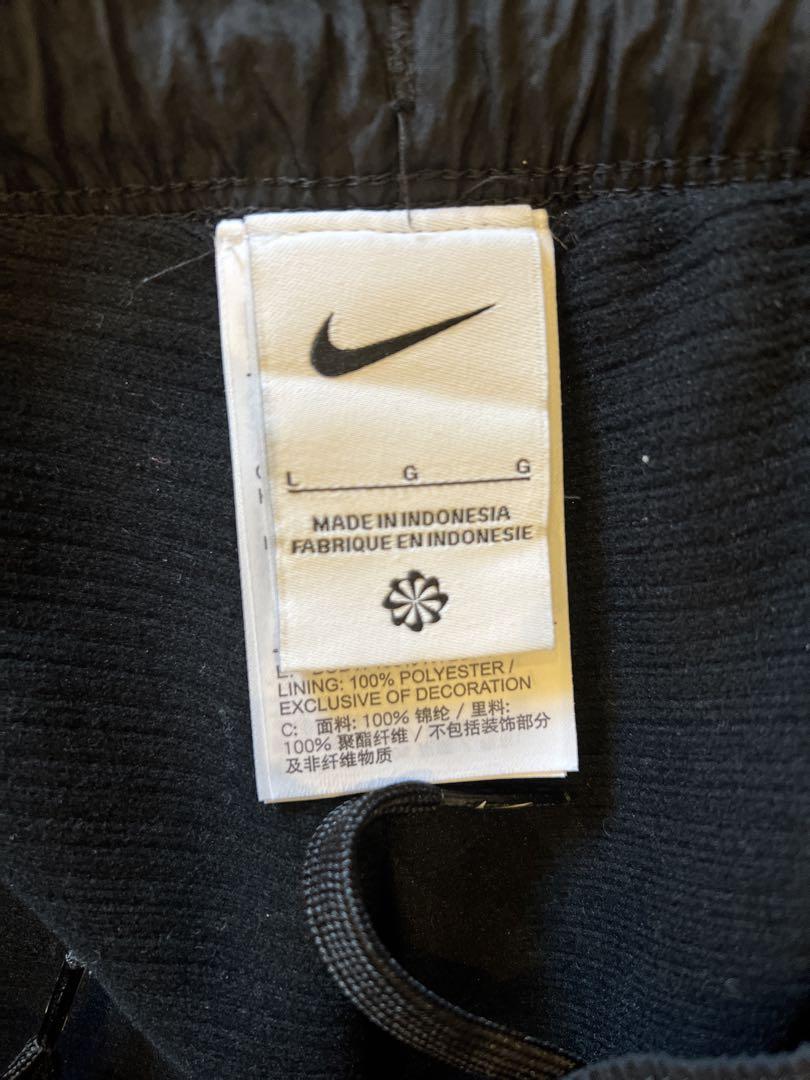 L G G
MADE IN INDONESIA
FABRIQUE EN INDONESIE
LINING: 100% POLYESTER /
EXCLUSIVE OF DECORATION
C: 面料: 100% 锦纶 / 里料:
100% 聚酯纤维 / 不包括装饰部分
及非纤维物质